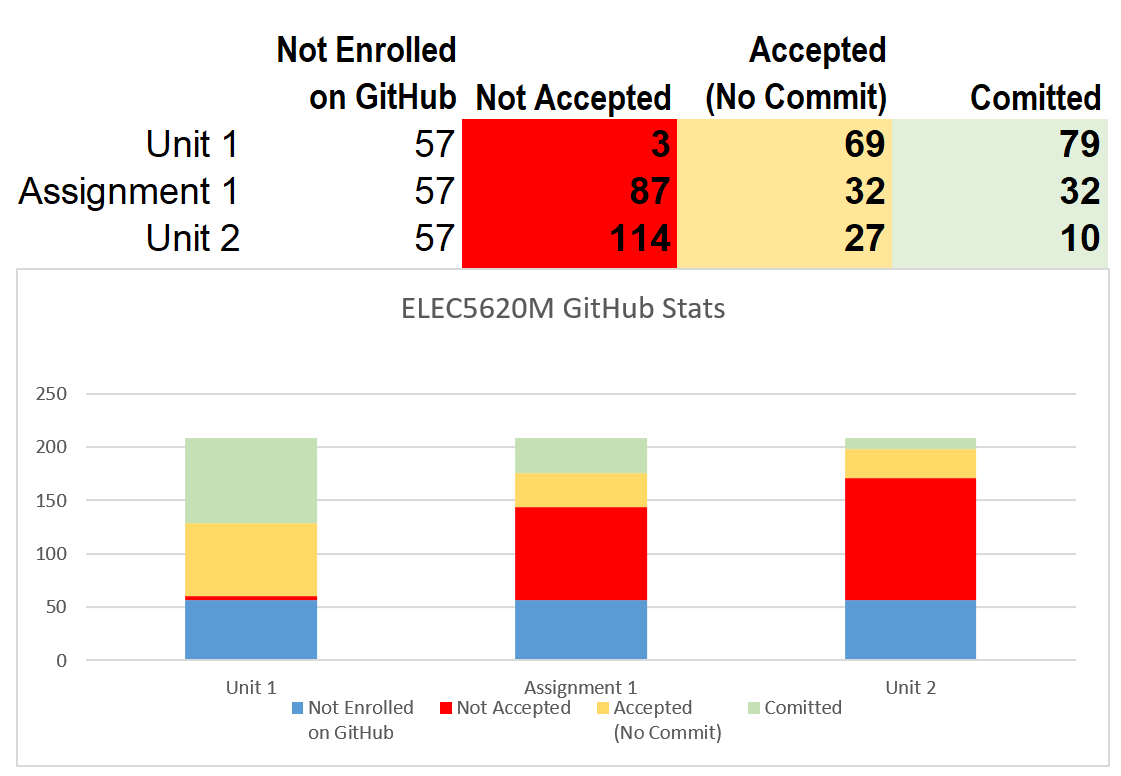 Not Enrolled on GitHub Not Accepted Accepted (No Commit) Comitted
Unit 1 57 3 69 79
Assignment 1 57 87 32 32
Unit 2 57 114 27 10
ELEC5620M GitHub Stats
250
200
150
100
50
0
Unit 1 Assignment 1 Unit 2
Not Enrolled on GitHub Not Accepted Accepted (No Commit) Comitted